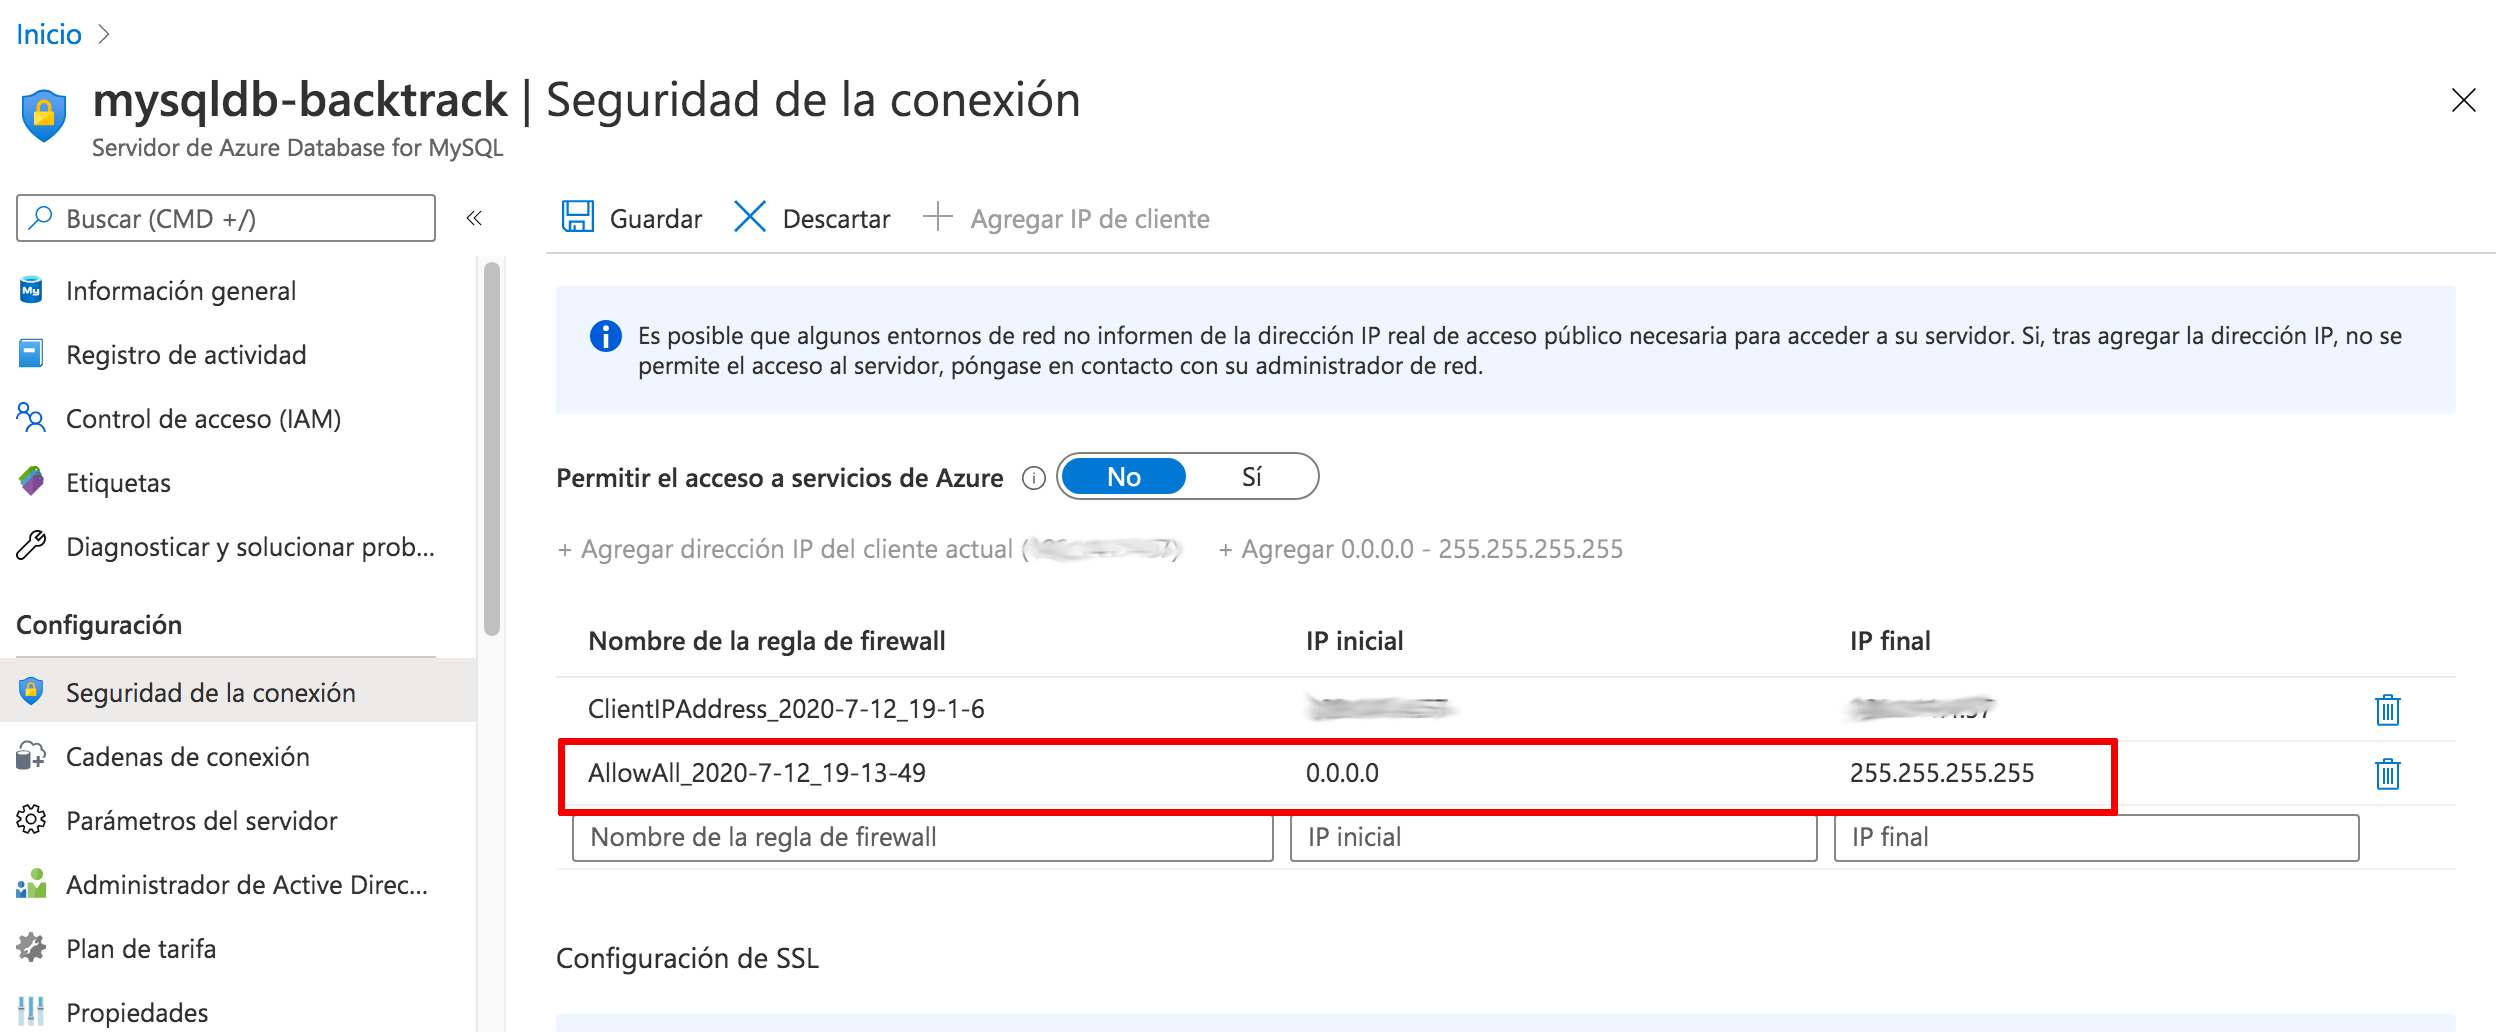 Inicio
mysqldb-backtrack | Seguridad de la conexión
Servidor de Azure Database for MySQL
Buscar (CMD +/)
Información general
Registro de actividad
Control de acceso (IAM)
Etiquetas
Diagnosticar y solucionar prob...
Configuración
Seguridad de la conexión
Cadenas de conexión
Parámetros del servidor
Administrador de Active Direc...
Plan de tarifa
Propiedades
Guardar Descartar Agregar IP de cliente
Es posible que algunos entornos de red no informen de la dirección IP real de acceso público necesaria para acceder a su servidor. Si, tras agregar la dirección IP, no se
permite el acceso al servidor, póngase en contacto con su administrador de red.
Permitir el acceso a servicios de Azure No Sí
+ Agregar dirección IP del cliente actual ( ) + Agregar 0.0.0.0 - 255.255.255.255
Nombre de la regla de firewall IP inicial IP final
ClientIPAddress_2020-7-12_19-1-6
AllowAll_2020-7-12_19-13-49 0.0.0.0 255.255.255.255
Nombre de la regla de firewall IP inicial IP final
Configuración de SSL